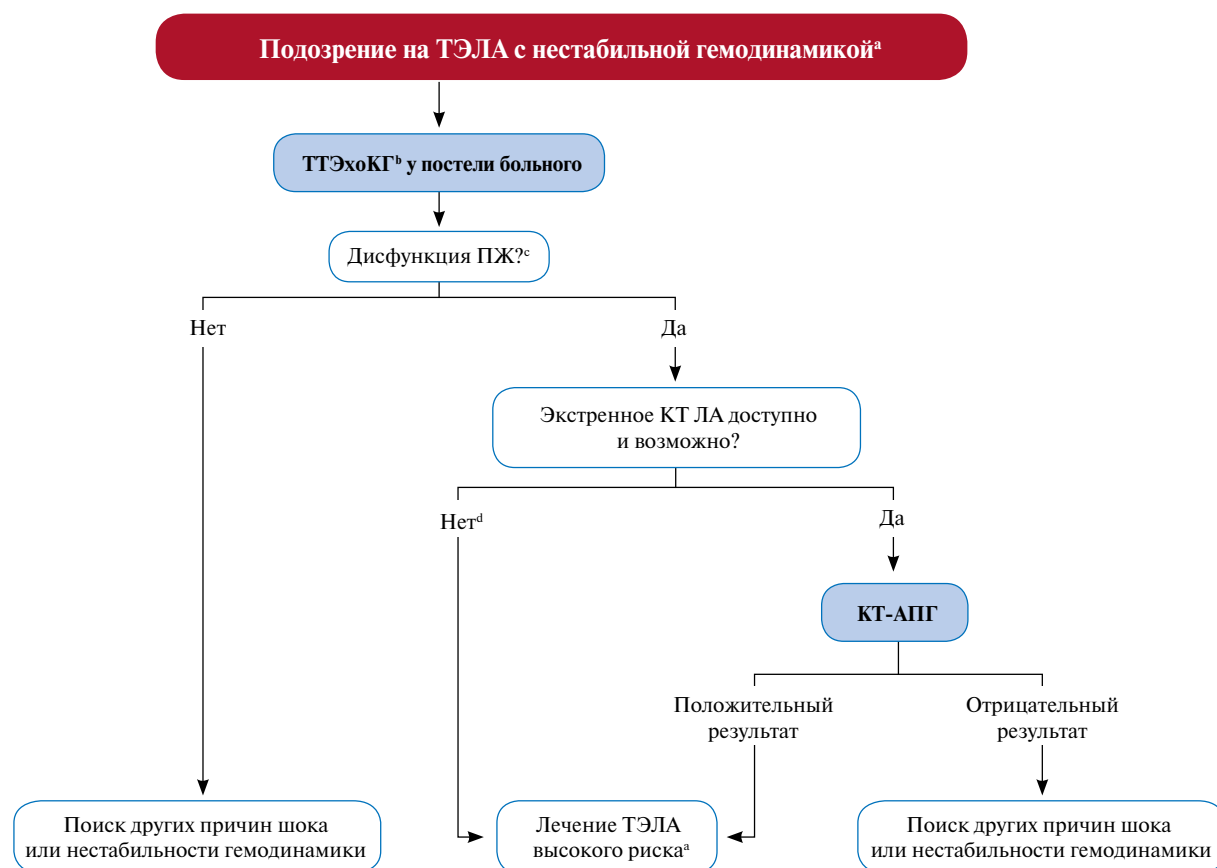 Подозрение на ТЭЛА с нестабильной гемодинамикойᵃ
ТТЭхоКГᵇ у постели больного
Дисфункция ПЖ?ᶜ
Нет
Да
Экстренное КТ ЛА доступно
и возможно?
Нетᵈ
Да
КТ-АПГ
Положительный
результат
Отрицательный
результат
Поиск других причин шока
или нестабильности гемодинамики
Лечение ТЭЛА
высокого рискаᵃ
Поиск других причин шока
или нестабильности гемодинамики